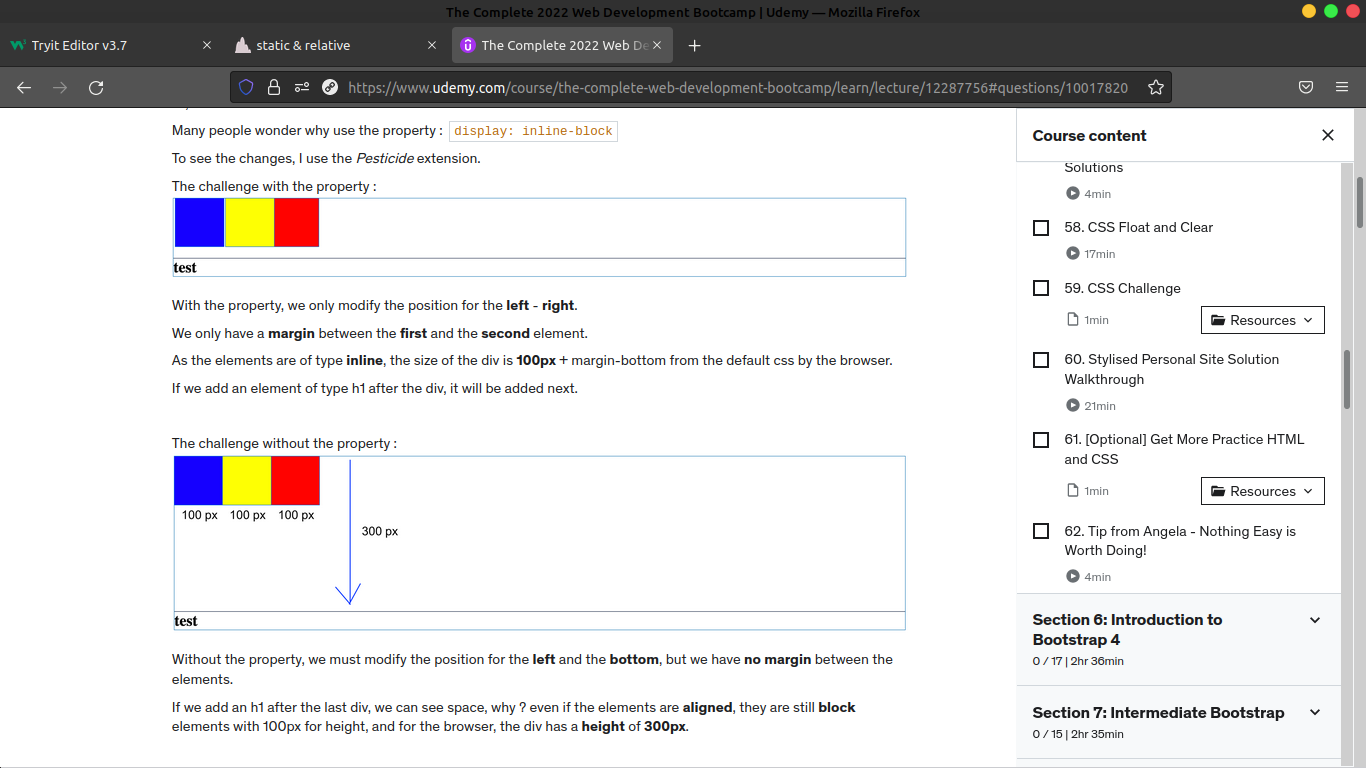 The Complete 2022 Web Development Bootcamp | Udemy — Mozilla Firefox
Tryit Editor v3.7
static & relative
The Complete 2022 Web De
https://www.udemy.com/course/the-complete-web-development-bootcamp/learn/lecture/12287756#questions/10017820
Many people wonder why use the property : display: inline-block
To see the changes, I use the Pesticide extension.
The challenge with the property :
test
With the property, we only modify the position for the left - right.
We only have a margin between the first and the second element.
As the elements are of type inline, the size of the div is 100px + margin-bottom from the default css by the browser.
If we add an element of type h1 after the div, it will be added next.
The challenge without the property :
100 px 100 px 100 px
300 px
test
Without the property, we must modify the position for the left and the bottom, but we have no margin between the
elements.
If we add an h1 after the last div, we can see space, why ? even if the elements are aligned, they are still block
elements with 100px for height, and for the browser, the div has a height of 300px.
Course content
Solutions
4min
58. CSS Float and Clear
17min
59. CSS Challenge
1min
Resources
60. Stylised Personal Site Solution
Walkthrough
21min
61. [Optional] Get More Practice HTML
and CSS
1min
Resources
62. Tip from Angela - Nothing Easy is
Worth Doing!
4min
Section 6: Introduction to
Bootstrap 4
0 / 17 | 2hr 36min
Section 7: Intermediate Bootstrap
0 / 15 | 2hr 35min